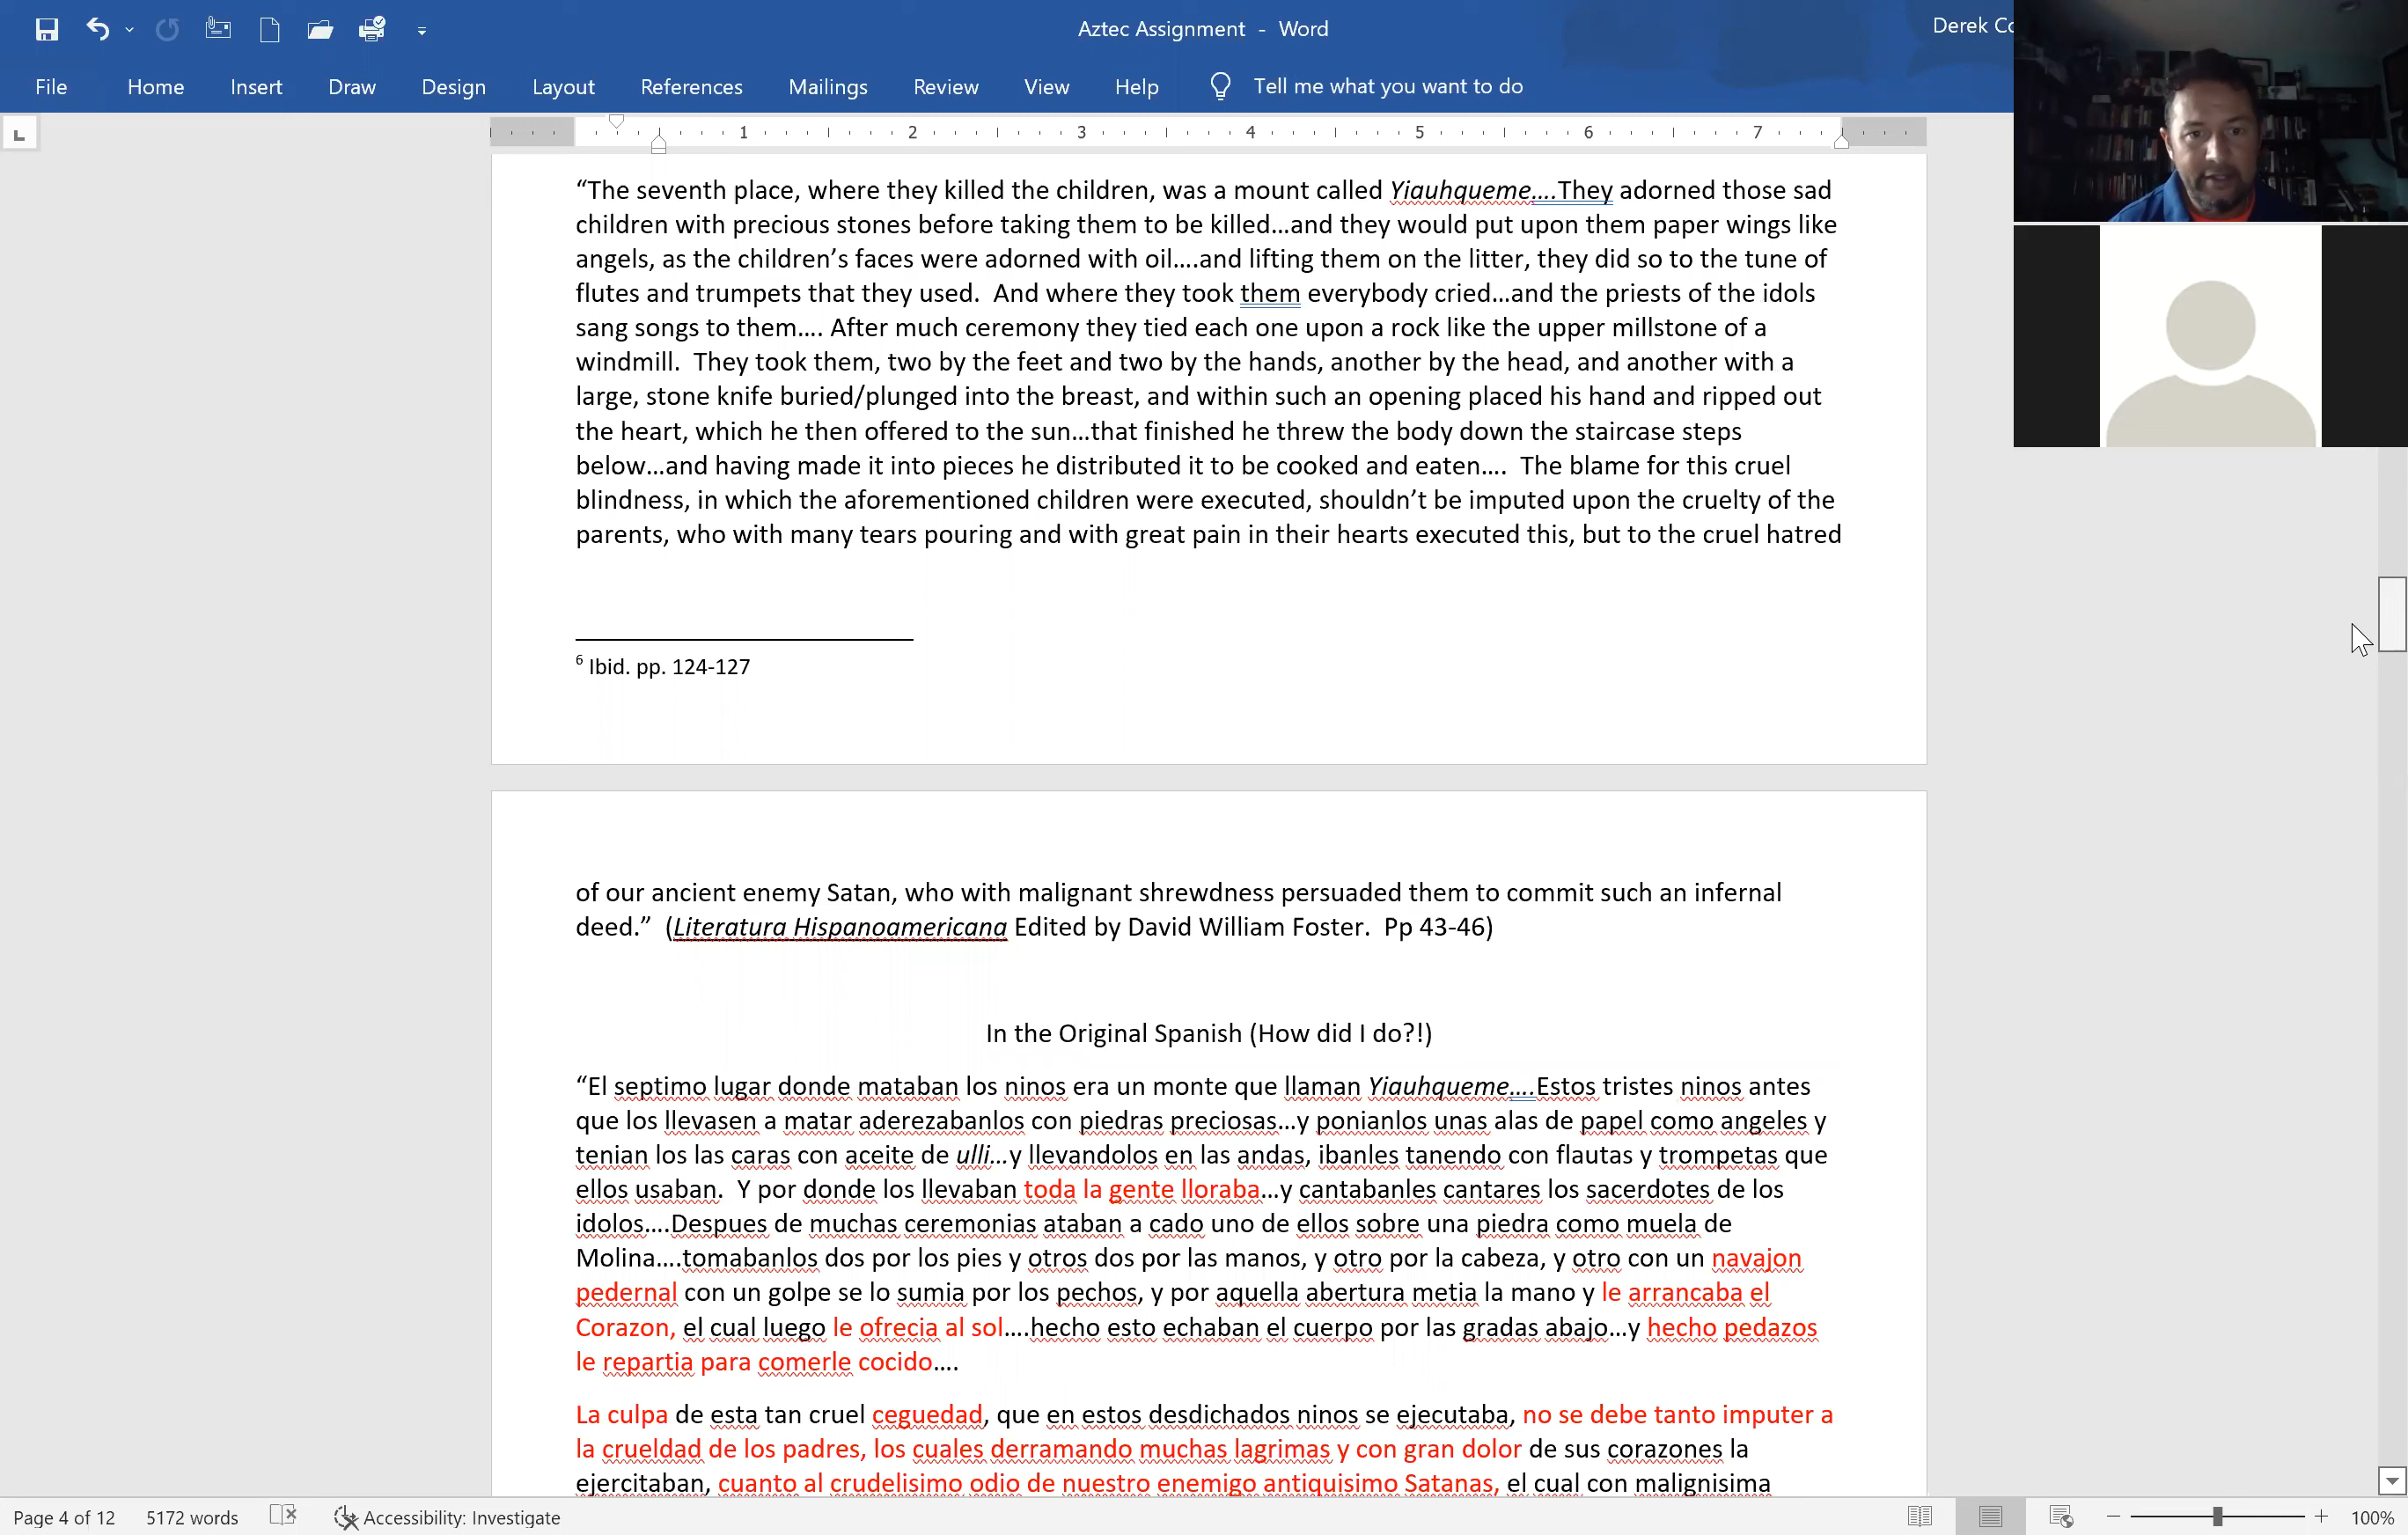 Aztec Assignment - Word
Derek Co
File Home Insert Draw Design Layout References Mailings Review View Help Tell me what you want to do
1 2 3 4 5 6 7
“The seventh place, where they killed the children, was a mount called Yiauhqueme….They adorned those sad
children with precious stones before taking them to be killed…and they would put upon them paper wings like
angels, as the children’s faces were adorned with oil….and lifting them on the litter, they did so to the tune of
flutes and trumpets that they used.  And where they took them everybody cried…and the priests of the idols
sang songs to them…. After much ceremony they tied each one upon a rock like the upper millstone of a
windmill.  They took them, two by the feet and two by the hands, another by the head, and another with a
large, stone knife buried/plunged into the breast, and within such an opening placed his hand and ripped out
the heart, which he then offered to the sun…that finished he threw the body down the staircase steps
below…and having made it into pieces he distributed it to be cooked and eaten….  The blame for this cruel
blindness, in which the aforementioned children were executed, shouldn’t be imputed upon the cruelty of the
parents, who with many tears pouring and with great pain in their hearts executed this, but to the cruel hatred
6 Ibid. pp. 124-127
of our ancient enemy Satan, who with malignant shrewdness persuaded them to commit such an infernal
deed.”  (Literatura Hispanoamericana Edited by David William Foster.  Pp 43-46)
In the Original Spanish (How did I do?!)
“El septimo lugar donde mataban los ninos era un monte que llaman Yiauhqueme….Estos tristes ninos antes
que los llevasen a matar aderezabanlos con piedras preciosas…y ponianlos unas alas de papel como angeles y
tenian los las caras con aceite de ulli…y llevandolos en las andas, ibanles tanendo con flautas y trompetas que
ellos usaban.  Y por donde los llevaban toda la gente lloraba…y cantabanles cantares los sacerdotes de los
idolos….Despues de muchas ceremonias ataban a cado uno de ellos sobre una piedra como muela de
Molina….tomabanlos dos por los pies y otros dos por las manos, y otro por la cabeza, y otro con un navajon
pedernal con un golpe se lo sumia por los pechos, y por aquella abertura metia la mano y le arrancaba el
Corazon, el cual luego le ofrecia al sol….hecho esto echaban el cuerpo por las gradas abajo…y hecho pedazos
le repartia para comerle cocido….
La culpa de esta tan cruel ceguedad, que en estos desdichados ninos se ejecutaba, no se debe tanto imputer a
la crueldad de los padres, los cuales derramando muchas lagrimas y con gran dolor de sus corazones la
ejercitaban, cuanto al crudelisimo odio de nuestro enemigo antiquisimo Satanas, el cual con malignisima
Page 4 of 12 5172 words Accessibility: Investigate 100%